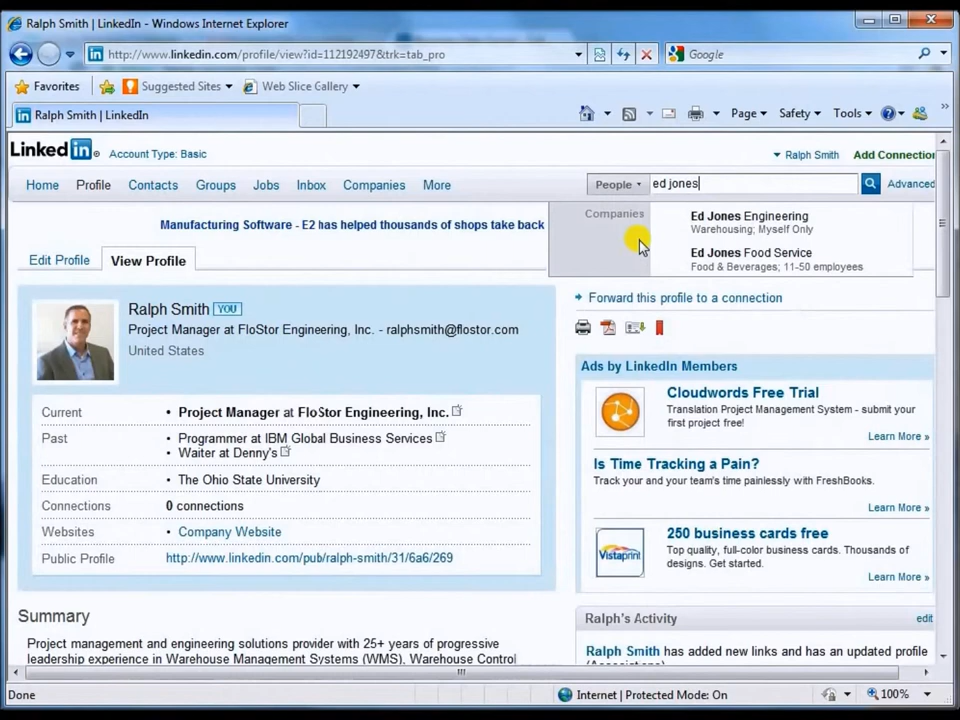 Ralph Smith | LinkedIn - Windows Internet Explorer
http://www.linkedin.com/profile/view?id=112192497&trk=tab_pro
Google
Favorites
Suggested Sites
Web Slice Gallery
Ralph Smith | LinkedIn
Page
Safety
Tools
»
LinkedIn
Account Type: Basic
Ralph Smith
Add Connection
Home Profile Contacts Groups Jobs Inbox Companies More
People
ed jones
Advanced
Companies
Ed Jones Engineering
Warehousing; Myself Only
Ed Jones Food Service
Food & Beverages; 11-50 employees
Manufacturing Software - E2 has helped thousands of shops take back
Edit Profile
View Profile
Ralph Smith YOU
Project Manager at FloStor Engineering, Inc. - ralphsmith@flostor.com
United States
Current • Project Manager at FloStor Engineering, Inc.
Past • Programmer at IBM Global Business Services
• Waiter at Denny's
Education • The Ohio State University
Connections 0 connections
Websites • Company Website
Public Profile http://www.linkedin.com/pub/ralph-smith/31/6a6/269
Summary
Project management and engineering solutions provider with 25+ years of progressive
leadership experience in Warehouse Management Systems (WMS), Warehouse Control
Forward this profile to a connection
Ads by LinkedIn Members
Cloudwords Free Trial
Translation Project Management System - submit your
first project free!
Learn More »
Is Time Tracking a Pain?
Track your and your team's time painlessly with FreshBooks.
Learn More »
Vistaprint
250 business cards free
Top quality, full-color business cards. Thousands of
designs. Get started.
Learn More »
Ralph's Activity
edit
Ralph Smith has added new links and has an updated profile
(Associations)
Done
Internet | Protected Mode: On
100%